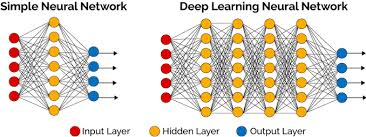 Simple Neural Network
Deep Learning Neural Network
Input Layer
Hidden Layer
Output Layer